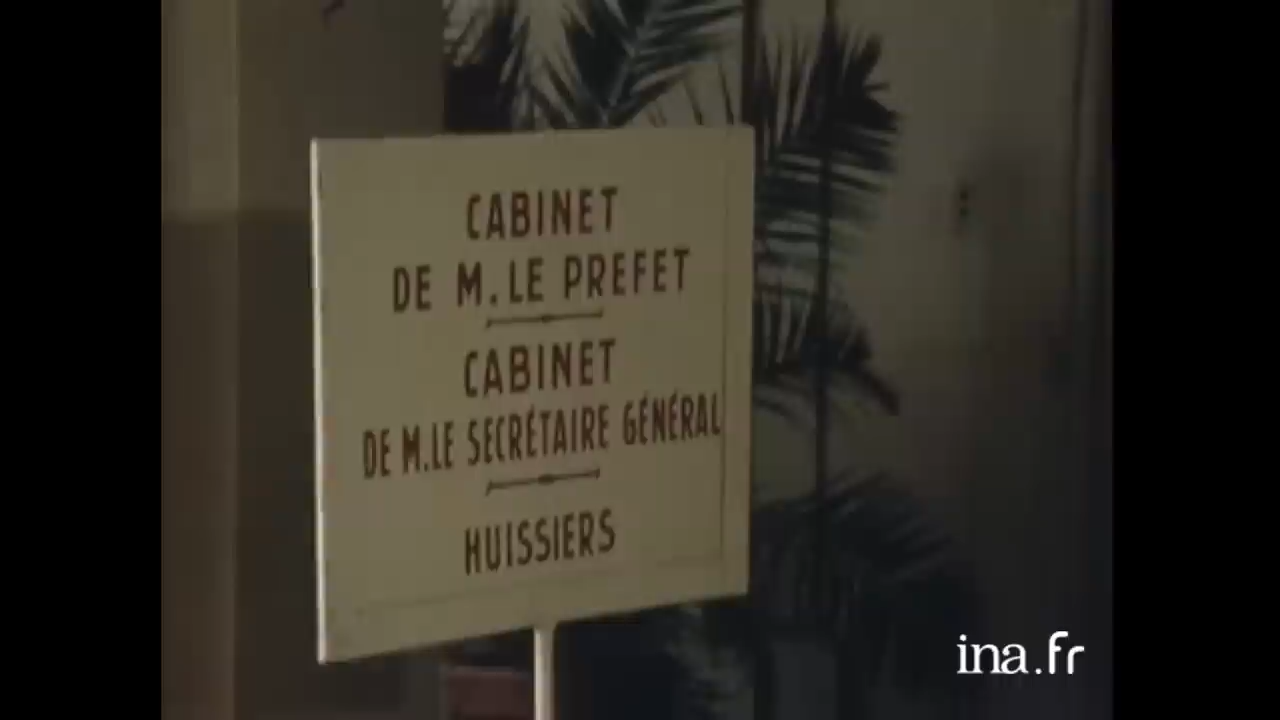 CABINET
DE M. LE PREFET
CABINET
DE M. LE SECRÉTAIRE GÉNÉRAL
HUISSIERS
ina.fr